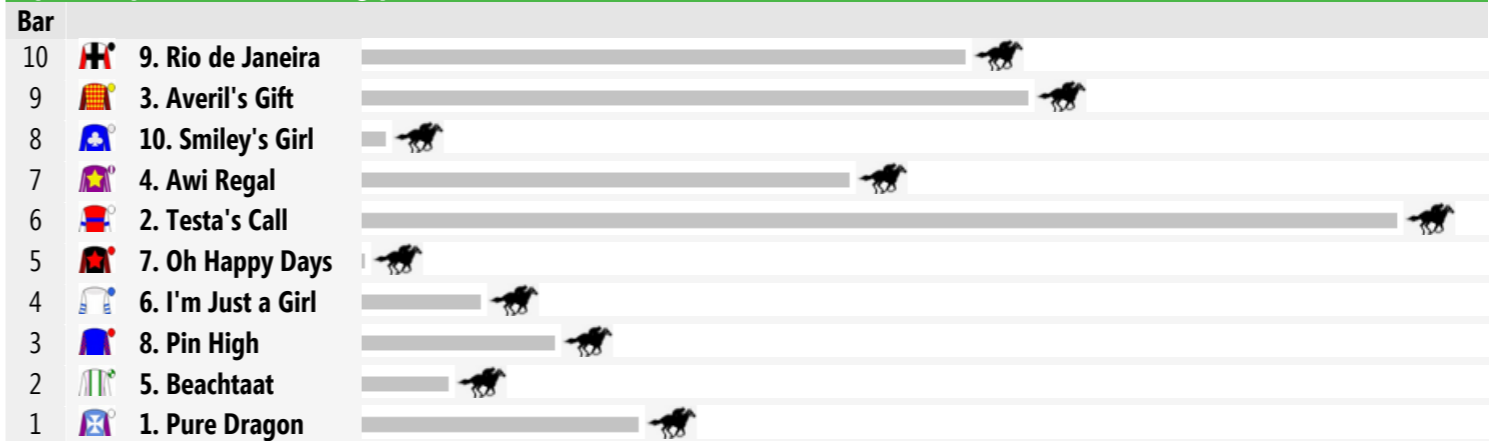 Bar
10 9. Rio de Janeira
9 3. Averil's Gift
8 10. Smiley's Girl
7 4. Awi Regal
6 2. Testa's Call
5 7. Oh Happy Days
4 6. I'm Just a Girl
3 8. Pin High
2 5. Beachtaat
1 1. Pure Dragon